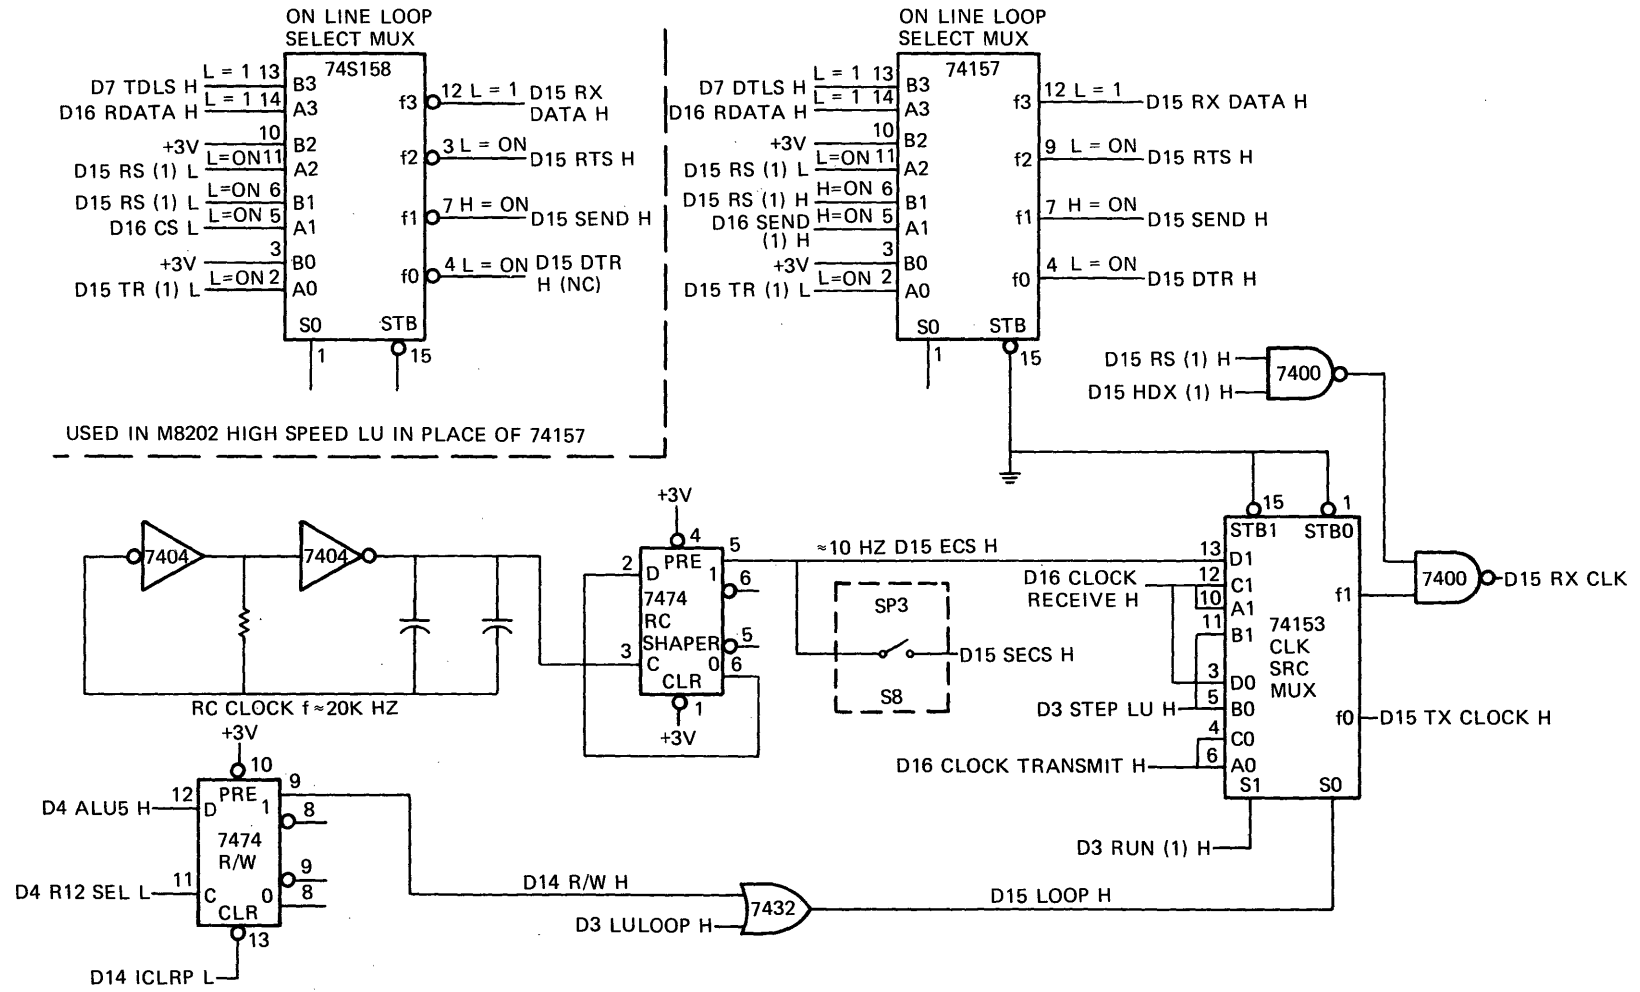 ON LINE LOOP
SELECT MUX
74S158
D7 TDLS H
L = 1 13
B3
D16 RDATA H
L = 1 14
A3
+3V
10
B2
D15 RS (1) L
L=ON 11
A2
D15 RS (1) L
L=ON 6
B1
D16 CS L
L=ON 5
A1
+3V
3
B0
D15 TR (1) L
L=ON 2
A0
f3
12 L = 1
D15 RX
DATA H
f2
3 L = ON
D15 RTS H
f1
7 H = ON
D15 SEND H
f0
4 L = ON
D15 DTR
H (NC)
S0
STB
1
15
USED IN M8202 HIGH SPEED LU IN PLACE OF 74157
ON LINE LOOP
SELECT MUX
74157
D7 DTLS H
L = 1 13
B3
D16 RDATA H
L = 1 14
A3
+3V
10
B2
D15 RS (1) L
L=ON 11
A2
D15 RS (1) H
H=ON 6
B1
D16 SEND
(1) H
H=ON 5
A1
+3V
3
B0
D15 TR (1) L
L=ON 2
A0
f3
12 L = 1
D15 RX DATA H
f2
9 L = ON
D15 RTS H
f1
7 H = ON
D15 SEND H
f0
4 L = ON
D15 DTR H
S0
STB
1
15
D15 RS (1) H
D15 HDX (1) H
7400
7404
7404
RC CLOCK f≈20K HZ
+3V
4
PRE
2
D
1
5
6
7474
RC
SHAPER
5
3
C
0
6
CLR
1
+3V
≈10 HZ D15 ECS H
SP3
S8
D15 SECS H
D16 CLOCK
RECEIVE H
D3 STEP LU H
D16 CLOCK TRANSMIT H
15
1
STB1
STB0
13
D1
12
C1
10
A1
11
B1
3
D0
5
B0
4
C0
6
A0
74153
CLK
SRC
MUX
f1
f0
S1
S0
7400
D15 RX CLK
D15 TX CLOCK H
D3 RUN (1) H
+3V
10
PRE
D4 ALU5 H
12
D
1
9
8
7474
R/W
9
D4 R12 SEL L
11
C
0
8
CLR
13
D14 ICLRP L
D14 R/W H
D3 LULOOP H
7432
D15 LOOP H